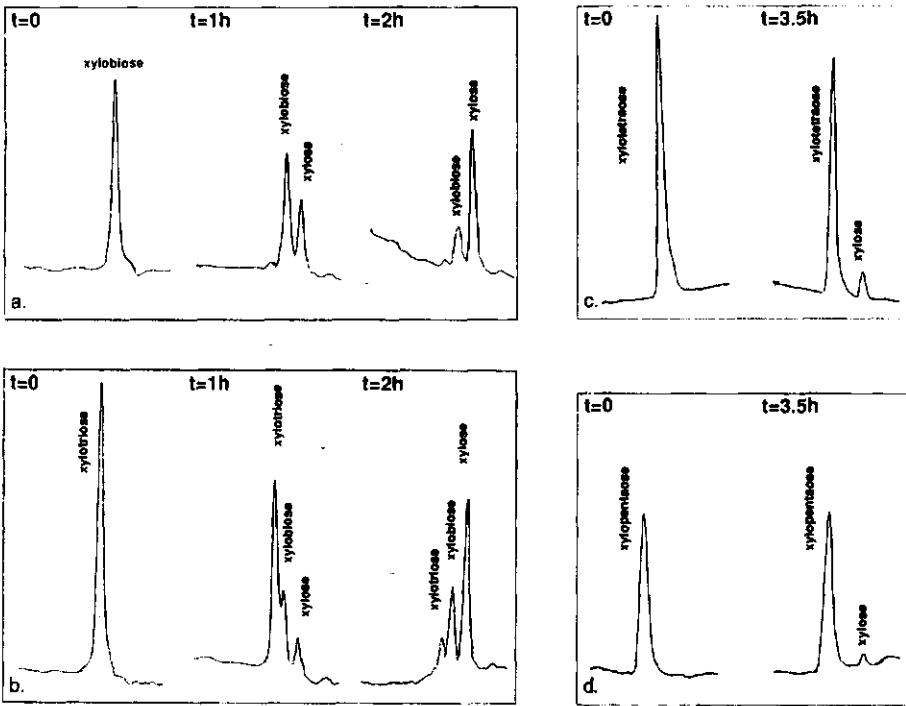 t=0 t=1h t=2h
xylobiose
xylobiose
xylose
xylobiose
xylose
a.
t=0 t=3.5h
xylotetraose
xylotetraose
xylose
c.
t=0 t=1h t=2h
xylotriose
xylotriose
xylobiose
xylose
xylotriose
xylobiose
xylose
b.
t=0 t=3.5h
xylopentaose
xylopentaose
xylose
d.